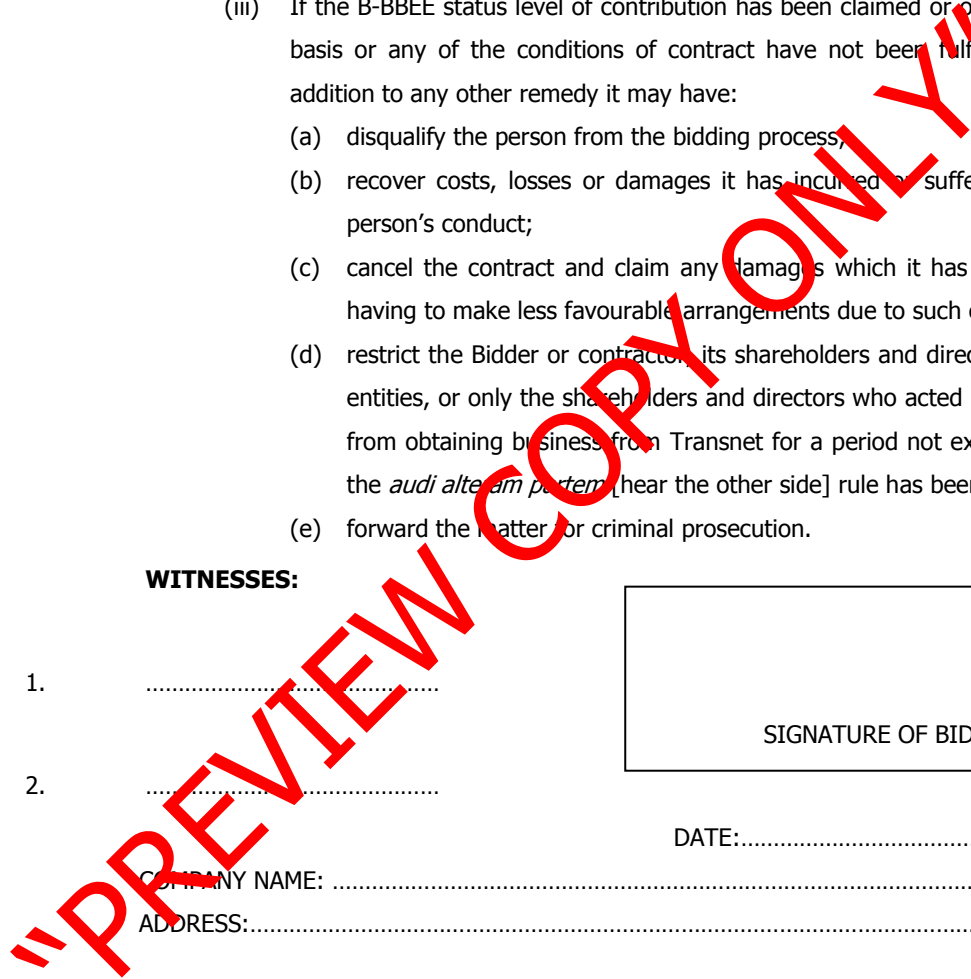 (iii) If the B-BBEE status level of contribution has been claimed or
basis or any of the conditions of contract have not been
addition to any other remedy it may have:
(a) disqualify the person from the bidding process;
(b) recover costs, losses or damages it has incurred or
person's conduct;
(c) cancel the contract and claim any damages which it has
having to make less favourable arrangements due to such
(d) restrict the Bidder or contractor, its shareholders and
entities, or only the shareholders and directors who acted
from obtaining business from Transnet for a period not
the audi alteram partem [hear the other side] rule has been
(e) forward the matter for criminal prosecution.
WITNESSES:
1. ………………………………………
SIGNATURE OF
2. ………………………………………
DATE:………………………………
COMPANY NAME: ………………………………………………………………………………
ADDRESS:…………………………………………………………………………………………
"PREVIEW COPY ONLY"